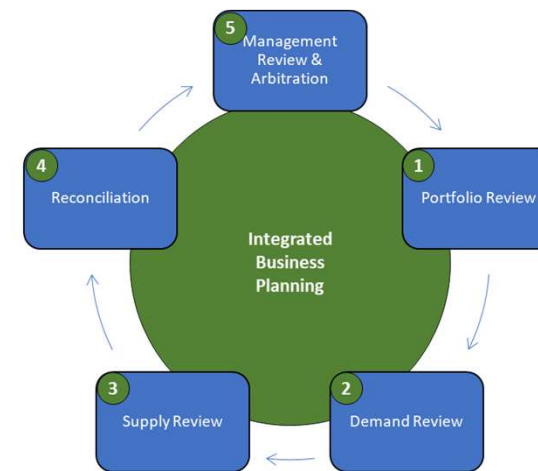 5
Management
Review &
Arbitration
4
Reconciliation
1
Portfolio Review
Integrated
Business
Planning
3
Supply Review
2
Demand Review